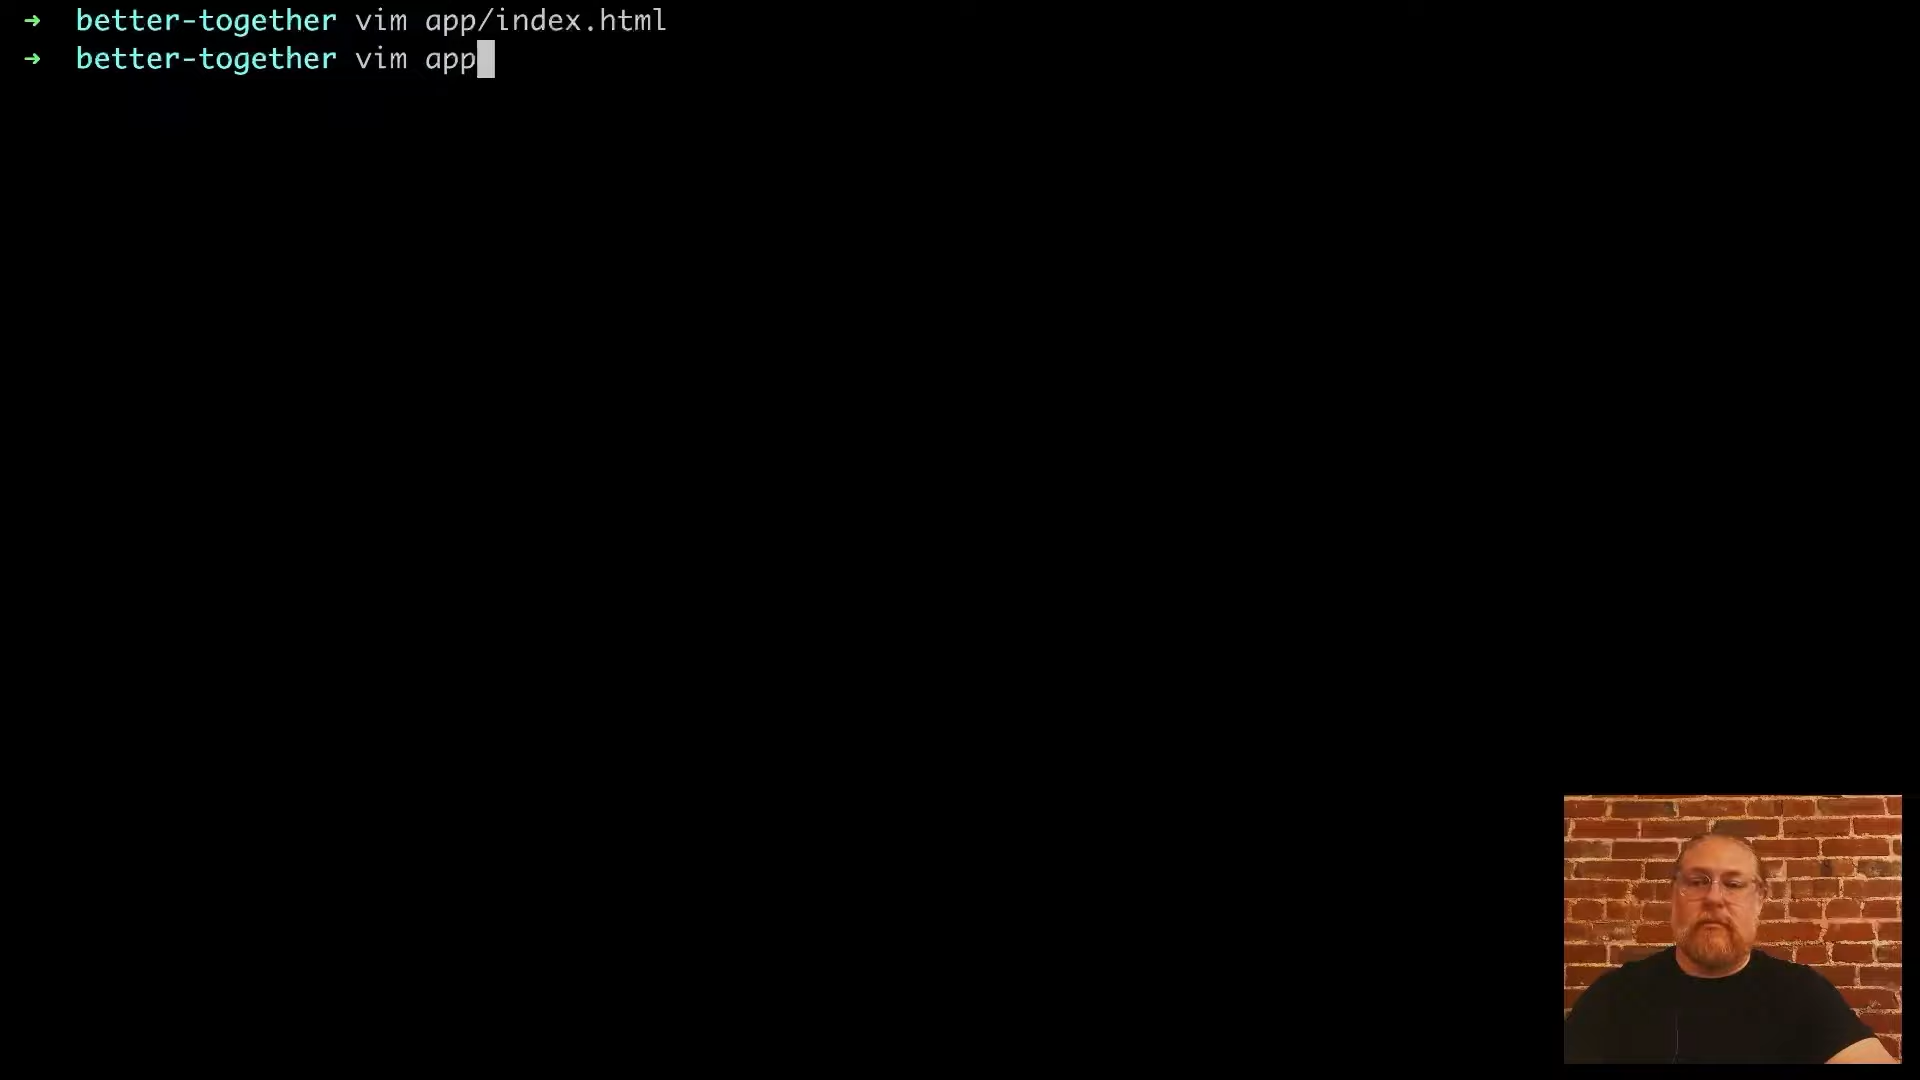 ➜ better-together vim app/index.html
➜ better-together vim app